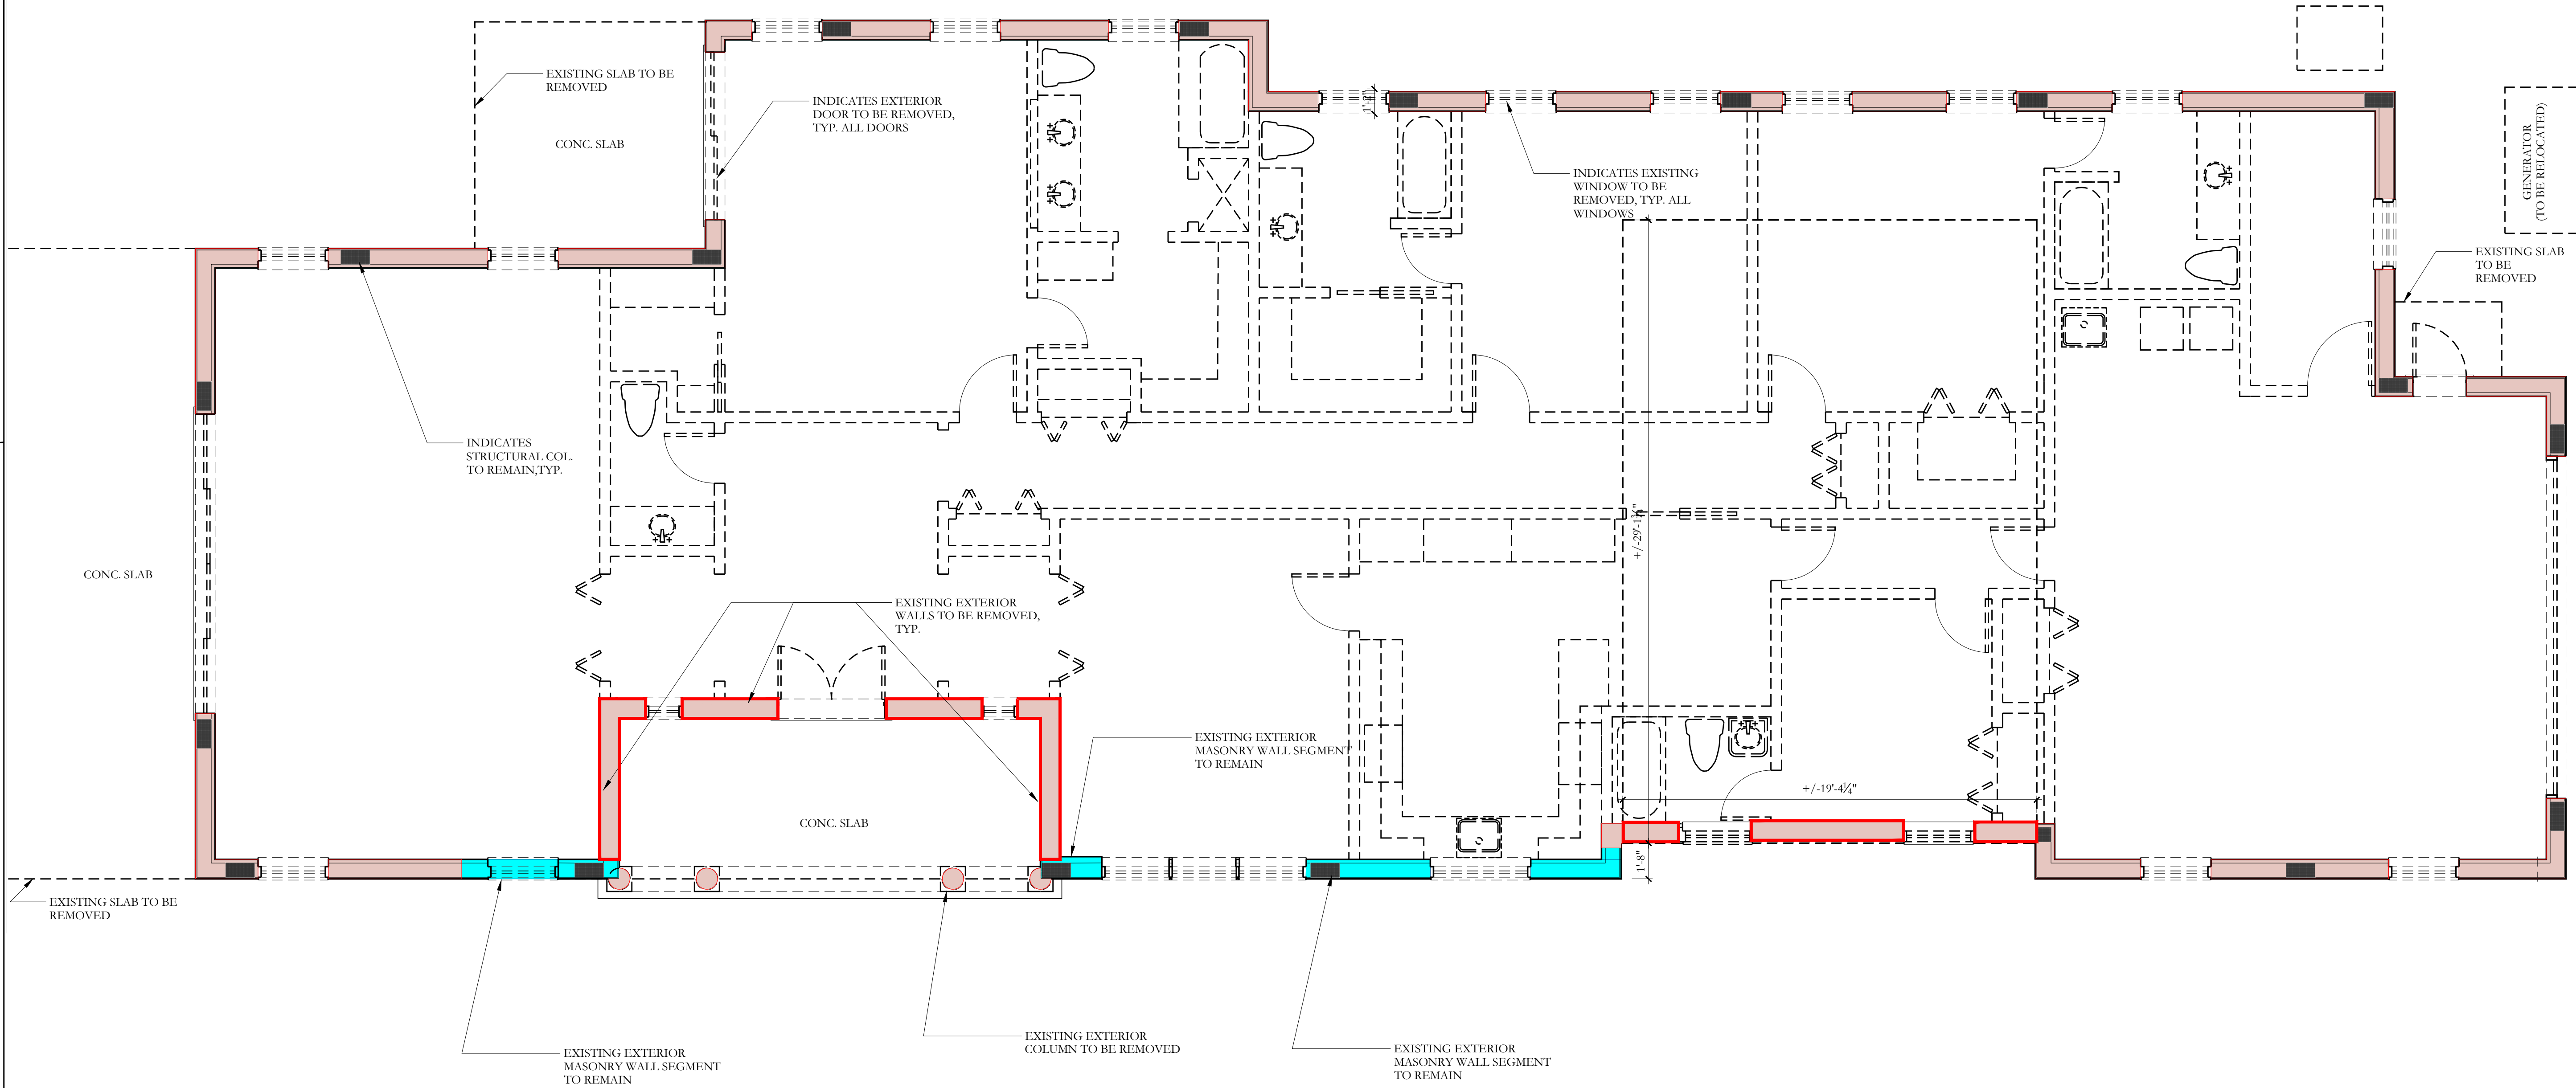 EXISTING SLAB TO BE
REMOVED
CONC. SLAB
INDICATES EXTERIOR
DOOR TO BE REMOVED,
TYP. ALL DOORS
1'-2"
INDICATES EXISTING
WINDOW TO BE
REMOVED, TYP. ALL
WINDOWS
GENERATOR
(TO BE RELOCATED)
EXISTING SLAB
TO BE
REMOVED
INDICATES
STRUCTURAL COL.
TO REMAIN,TYP.
CONC. SLAB
EXISTING EXTERIOR
WALLS TO BE REMOVED,
TYP.
EXISTING EXTERIOR
MASONRY WALL SEGMENT
TO REMAIN
CONC. SLAB
+/-19'-4¼"
1'-8"
EXISTING SLAB TO BE
REMOVED
EXISTING EXTERIOR
MASONRY WALL SEGMENT
TO REMAIN
EXISTING EXTERIOR
COLUMN TO BE REMOVED
EXISTING EXTERIOR
MASONRY WALL SEGMENT
TO REMAIN